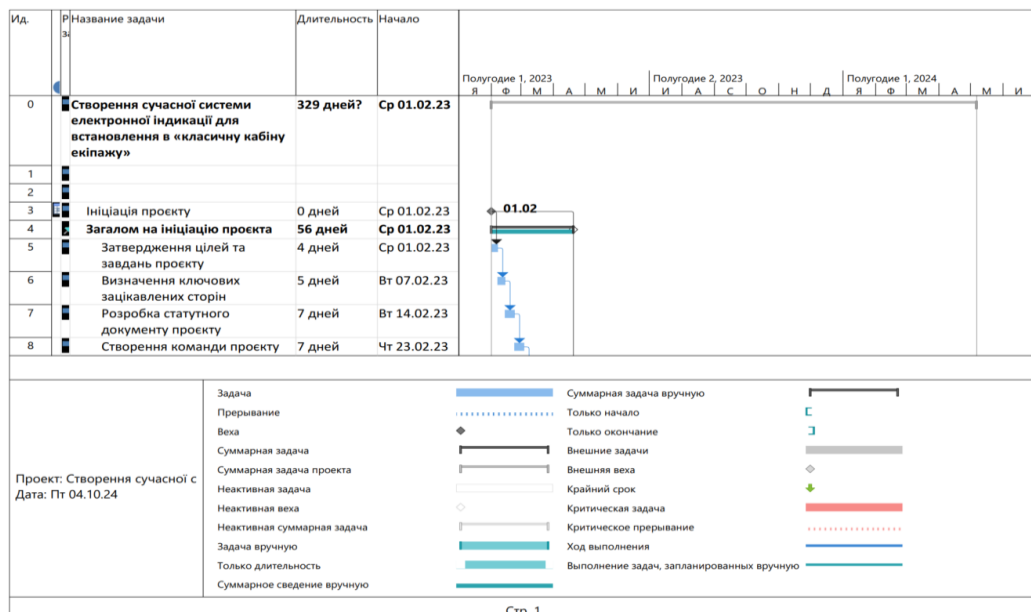 Ид.
Р Название задачи
Длительность
Начало
за
Полугодие 1, 2023
Полугодие 2, 2023
Полугодие 1, 2024
Я Ф М А М И И А С О Н Д Я Ф М А М И
0 Створення сучасної системи 329 дней? Ср 01.02.23
електронної індикації для
встановлення в «класичну кабіну
екіпажу»
1
2
3 Ініціація проєкту 0 дней Ср 01.02.23 01.02
4 Загалом на ініціацію проєкта 56 дней Ср 01.02.23
5 Затвердження цілей та 4 дней Ср 01.02.23
завдань проєкту
6 Визначення ключових 5 дней Вт 07.02.23
зацікавлених сторін
7 Розробка статутного 7 дней Вт 14.02.23
документу проєкту
8 Створення команди проєкту 7 дней Чт 23.02.23
Проект: Створення сучасної с
Дата: Пт 04.10.24
Задача
Прерывание
Веха
Суммарная задача
Суммарная задача проекта
Неактивная задача
Неактивная веха
Неактивная суммарная задача
Задача вручную
Только длительность
Суммарное сведение вручную
Суммарная задача вручную
Только начало
Только окончание
Внешние задачи
Внешняя веха
Крайний срок
Критическая задача
Критическое прерывание
Ход выполнения
Выполнение задач, запланированных вручную
Стр. 1